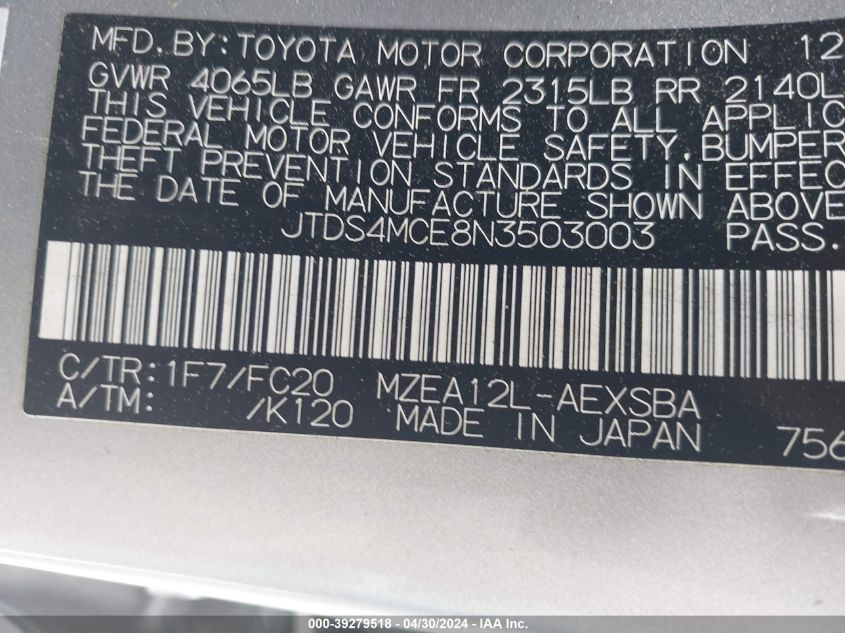 MFD. BY: TOYOTA MOTOR CORPORATION 12
GVWR 4065LB GAWR FR 2315LB RR 2140L
THIS VEHICLE CONFORMS TO ALL APPLIC
FEDERAL MOTOR VEHICLE SAFETY, BUMPER
THEFT PREVENTION STANDARDS IN EFFEC
THE DATE OF MANUFACTURE SHOWN ABOVE
JTDS4MCE8N3503003 PASS.
C/TR: 1F7/FC20 MZEA12L-AEXSBA
A/TM: /K120 MADE IN JAPAN 756
000-39279518 - 04/30/2024 - IAA Inc.